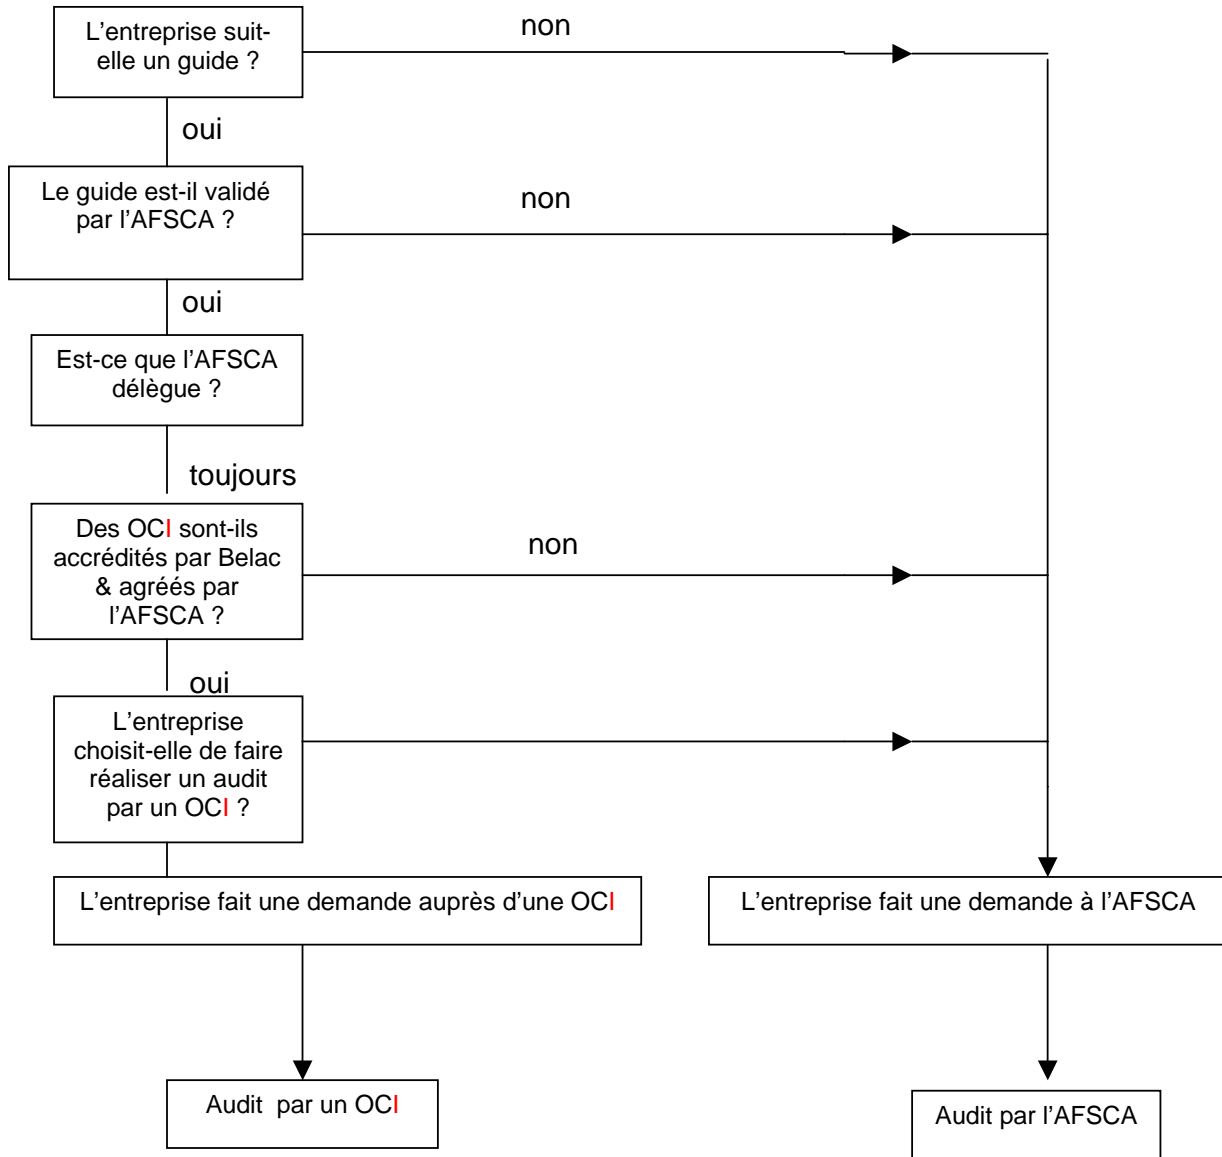 L’entreprise suit-
elle un guide ?
non
oui
Le guide est-il validé
par l’AFSCA ?
non
oui
Est-ce que l’AFSCA
délègue ?
toujours
Des OCI sont-ils
accrédités par Belac
& agréés par
l’AFSCA ?
non
oui
L’entreprise
choisit-elle de faire
réaliser un audit
par un OCI ?
L’entreprise fait une demande auprès d’une OCI
L’entreprise fait une demande à l’AFSCA
Audit par un OCI
Audit par l’AFSCA